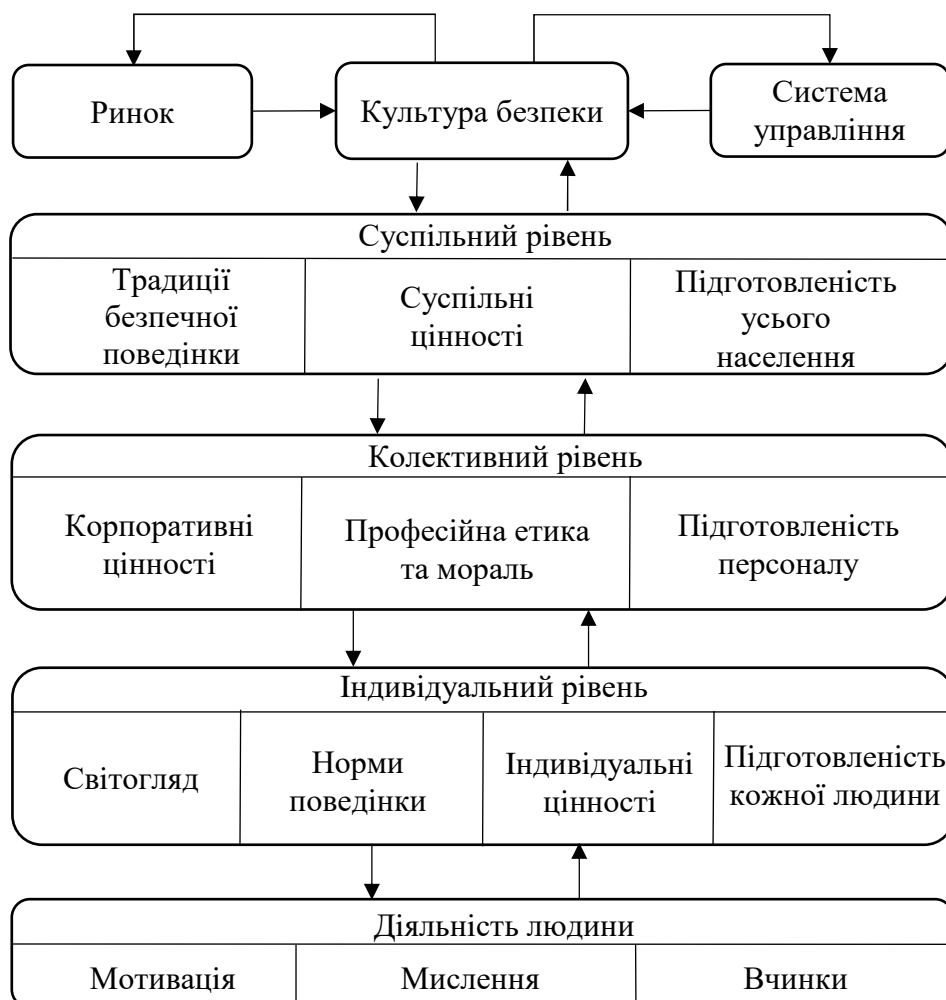 Ринок
Культура безпеки
Система
управління
Суспільний рівень
Традиції
безпечної
поведінки
Суспільні
цінності
Підготовленість
усього
населення
Колективний рівень
Корпоративні
цінності
Професійна етика
та мораль
Підготовленість
персоналу
Індивідуальний рівень
Світогляд
Норми
поведінки
Індивідуальні
цінності
Підготовленість
кожної людини
Діяльність людини
Мотивація
Мислення
Вчинки